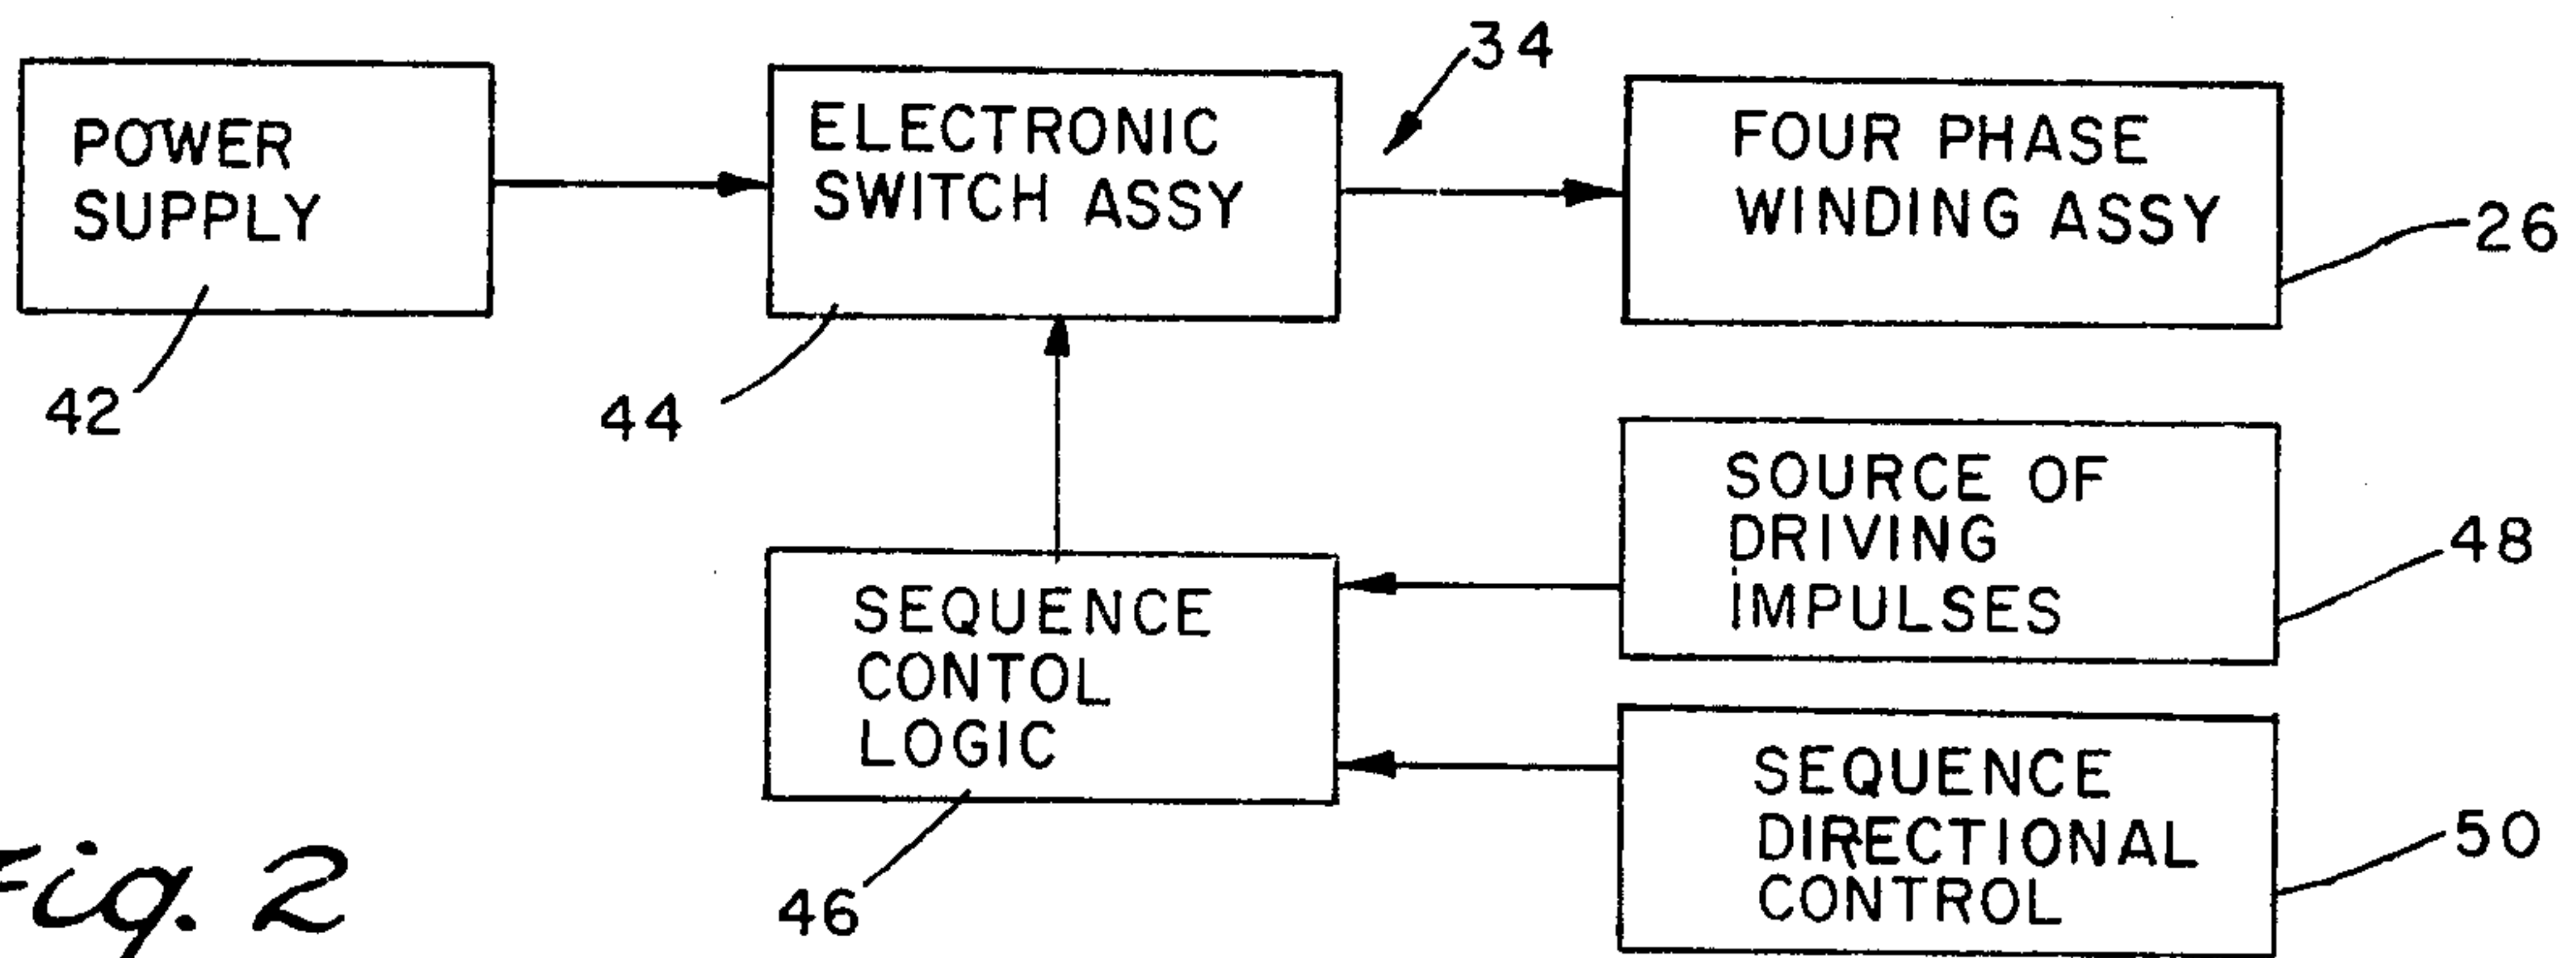 34
POWER
SUPPLY
42
ELECTRONIC
SWITCH ASSY
44
FOUR PHASE
WINDING ASSY
26
SOURCE OF
DRIVING
IMPULSES
48
SEQUENCE
CONTOL
LOGIC
46
SEQUENCE
DIRECTIONAL
CONTROL
50
Fig. 2